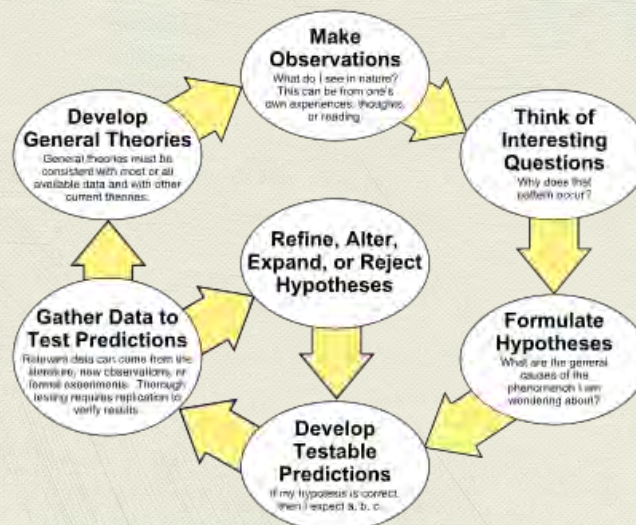 Make
Observations
What do I see in nature?
This can be from one's
own experiences, thoughts,
or reading.
Think of
Interesting
Questions
Why does that
pattern occur?
Formulate
Hypotheses
What are the general
causes of the
phenomenon I am
wondering about?
Develop
Testable
Predictions
If my hypotesis is correct,
then I expect a, b, c.
Gather Data to
Test Predictions
Relevant data can come from the
literature, new observations, or
formal experiments. Thorough
testing requires replication to
verify results.
Refine, Alter,
Expand, or Reject
Hypotheses
Develop
General Theories
General theories must be
consistent with most or all
available data and with other
current theories.